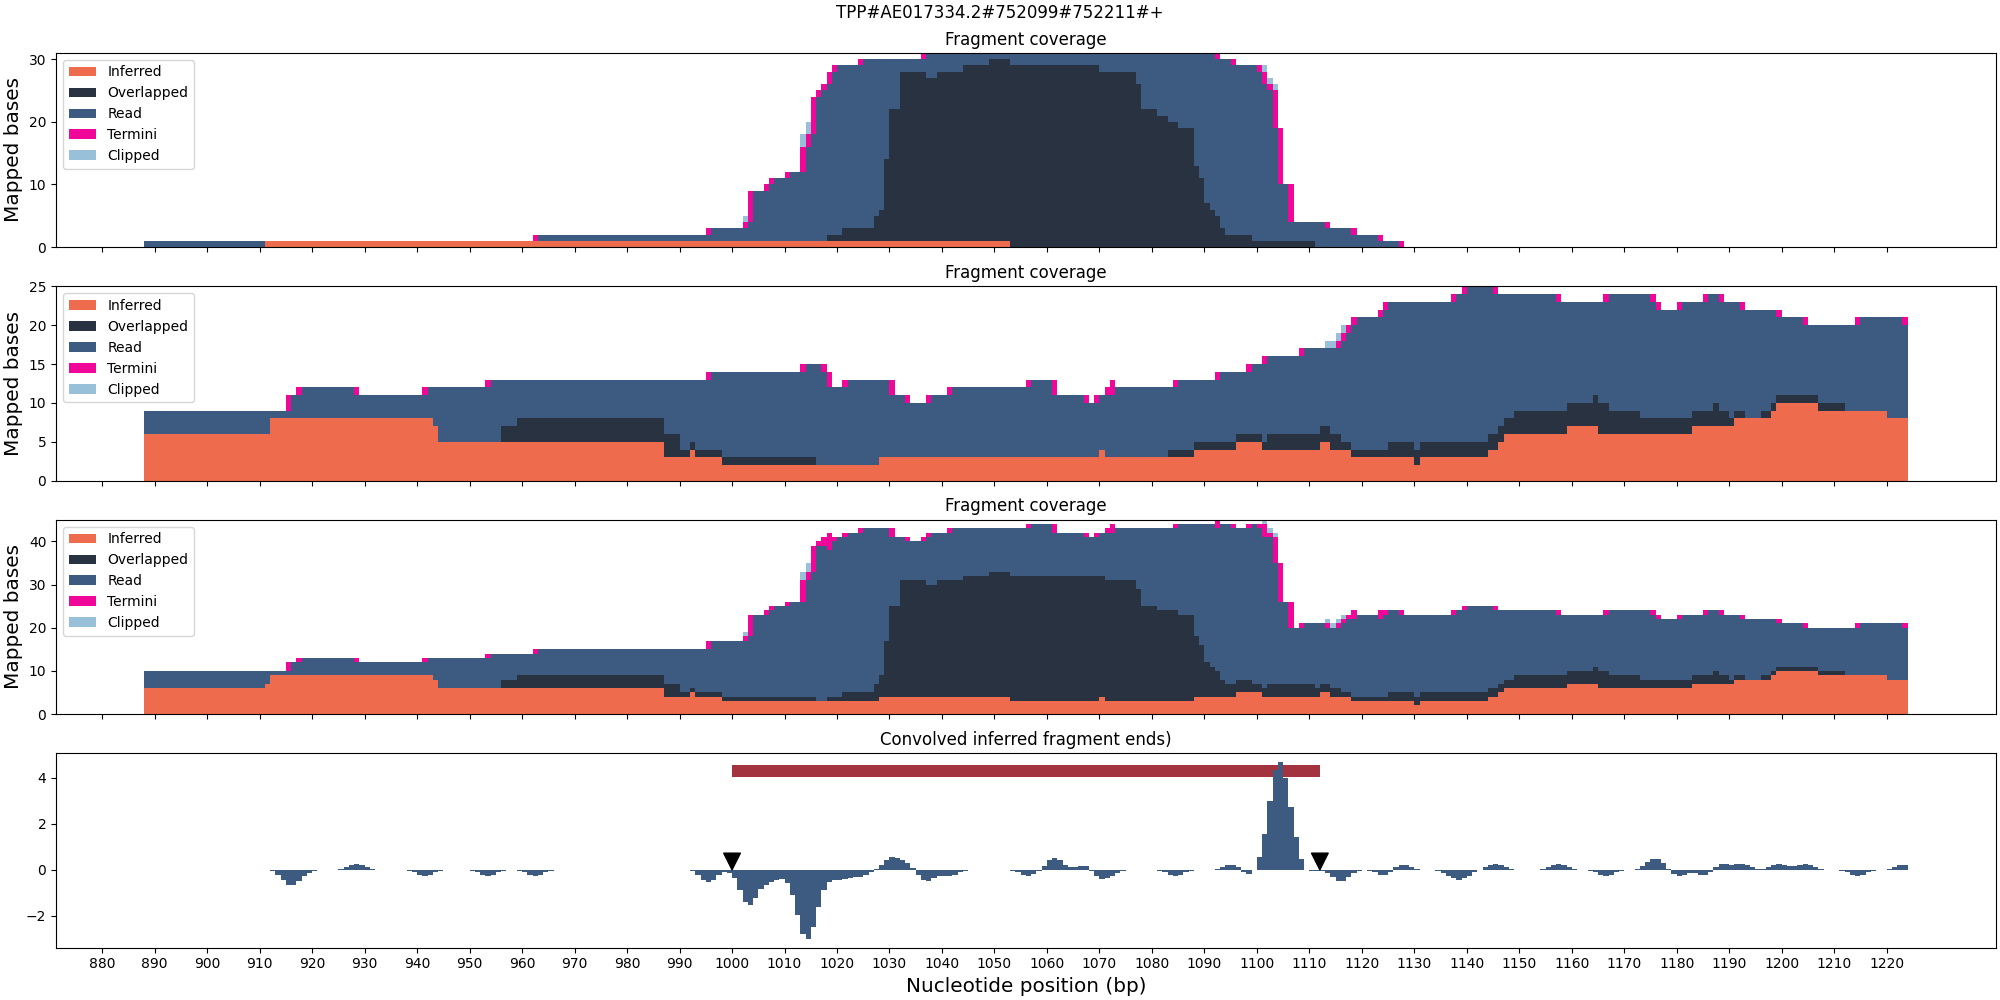 TPP#AE017334.2#752099#752211#+
Fragment coverage
Mapped bases
30
20
10
0
Inferred
Overlapped
Read
Termini
Clipped
Fragment coverage
Mapped bases
25
20
15
10
5
0
Inferred
Overlapped
Read
Termini
Clipped
Fragment coverage
Mapped bases
40
30
20
10
0
Inferred
Overlapped
Read
Termini
Clipped
Convolved inferred fragment ends)
4
2
0
−2
880 890 900 910 920 930 940 950 960 970 980 990 1000 1010 1020 1030 1040 1050 1060 1070 1080 1090 1100 1110 1120 1130 1140 1150 1160 1170 1180 1190 1200 1210 1220
Nucleotide position (bp)